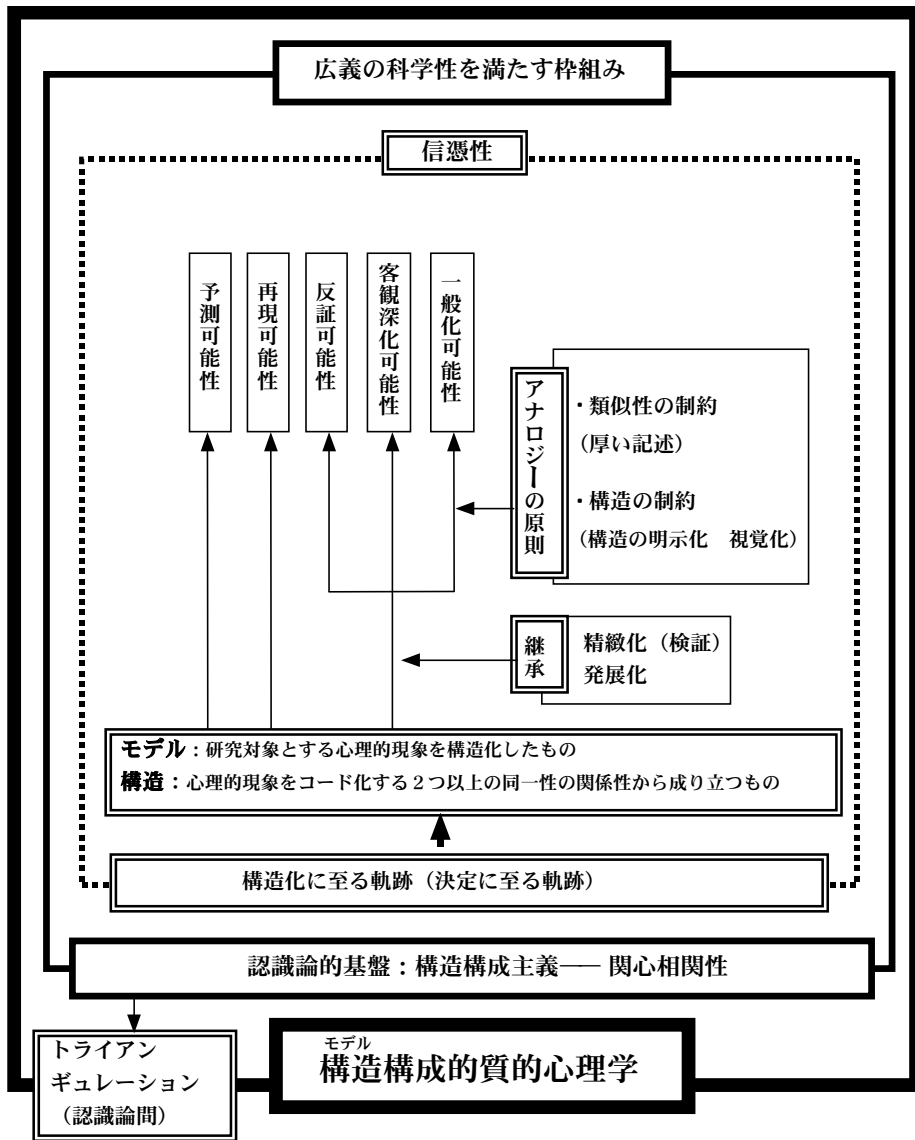 広義の科学性を満たす枠組み
信憑性
予測可能性
再現可能性
反証可能性
客観深化可能性
一般化可能性
アナロジーの原則
・類似性の制約
（厚い記述）
・構造の制約
（構造の明示化　視覚化）
継承
精緻化（検証）
発展化
モデル：研究対象とする心理的現象を構造化したもの
構造：心理的現象をコード化する２つ以上の同一性の関係性から成り立つもの
構造化に至る軌跡（決定に至る軌跡）
認識論的基盤：構造構成主義―― 関心相関性
トライアン
ギュレーション
（認識論間）
モデル
構造構成的質的心理学